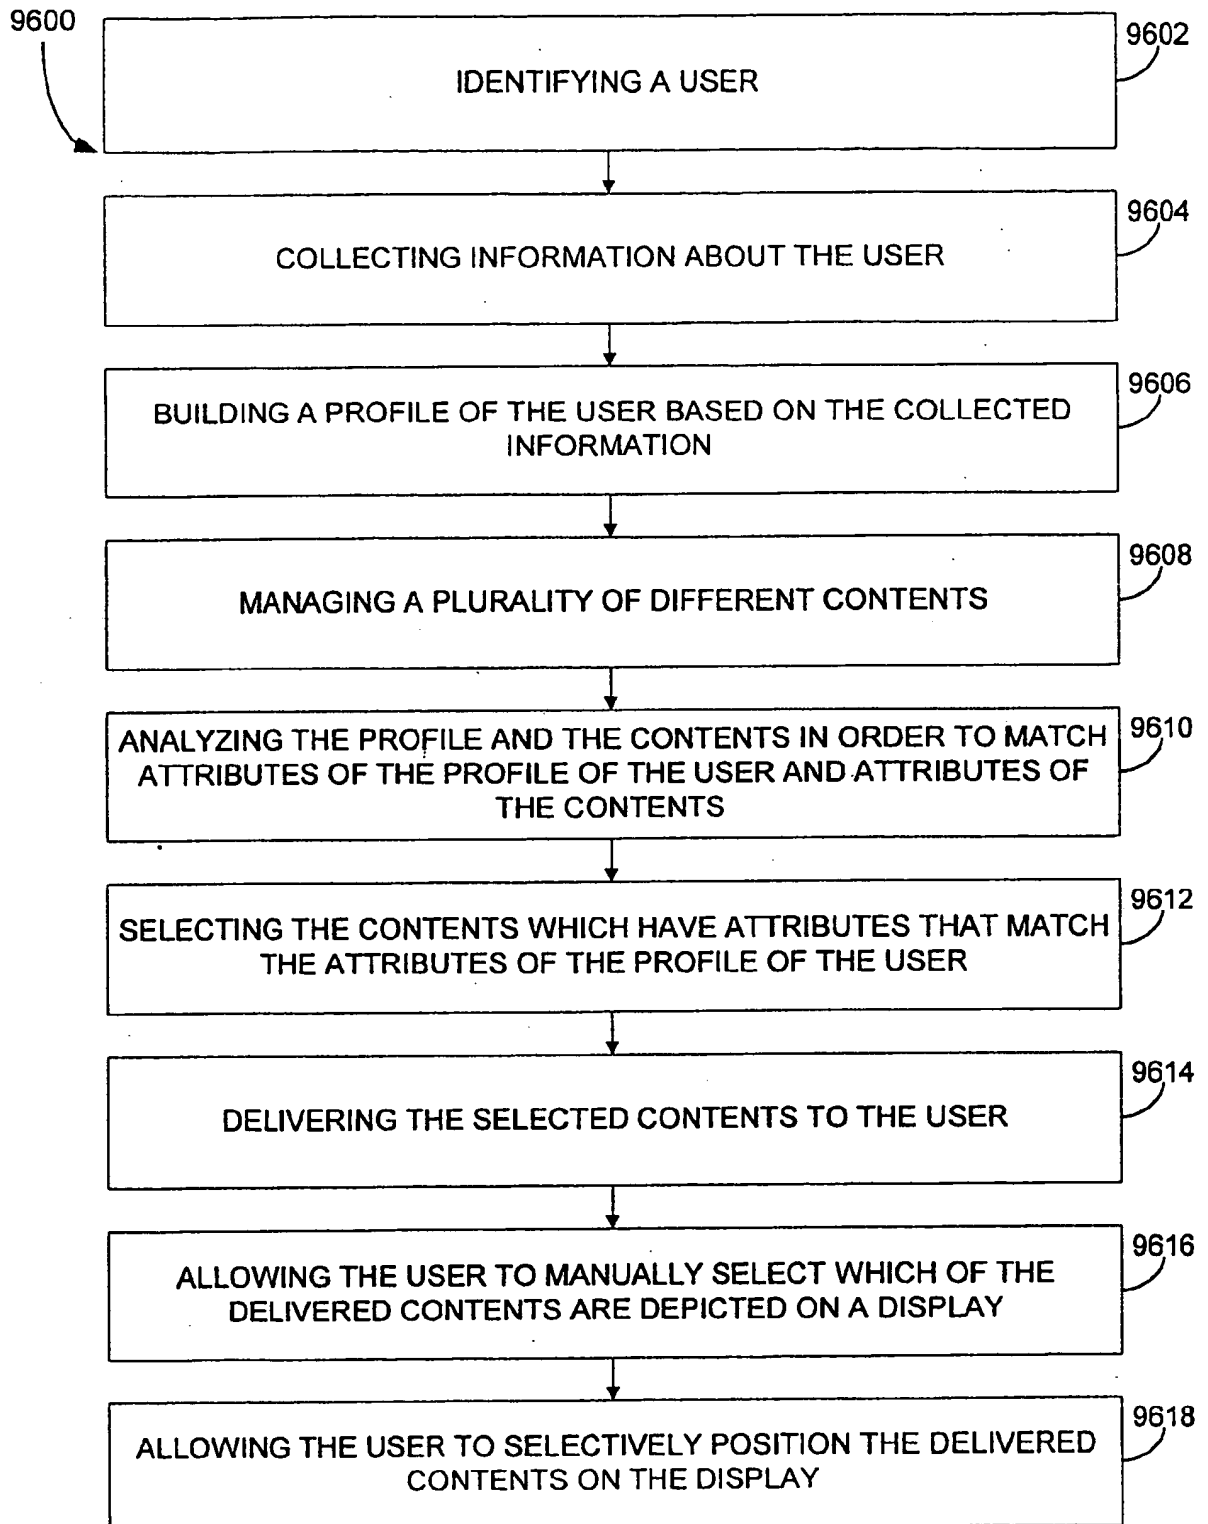 9600
9602
IDENTIFYING A USER
9604
COLLECTING INFORMATION ABOUT THE USER
9606
BUILDING A PROFILE OF THE USER BASED ON THE COLLECTED
INFORMATION
9608
MANAGING A PLURALITY OF DIFFERENT CONTENTS
9610
ANALYZING THE PROFILE AND THE CONTENTS IN ORDER TO MATCH
ATTRIBUTES OF THE PROFILE OF THE USER AND ATTRIBUTES OF
THE CONTENTS
9612
SELECTING THE CONTENTS WHICH HAVE ATTRIBUTES THAT MATCH
THE ATTRIBUTES OF THE PROFILE OF THE USER
9614
DELIVERING THE SELECTED CONTENTS TO THE USER
9616
ALLOWING THE USER TO MANUALLY SELECT WHICH OF THE
DELIVERED CONTENTS ARE DEPICTED ON A DISPLAY
9618
ALLOWING THE USER TO SELECTIVELY POSITION THE DELIVERED
CONTENTS ON THE DISPLAY